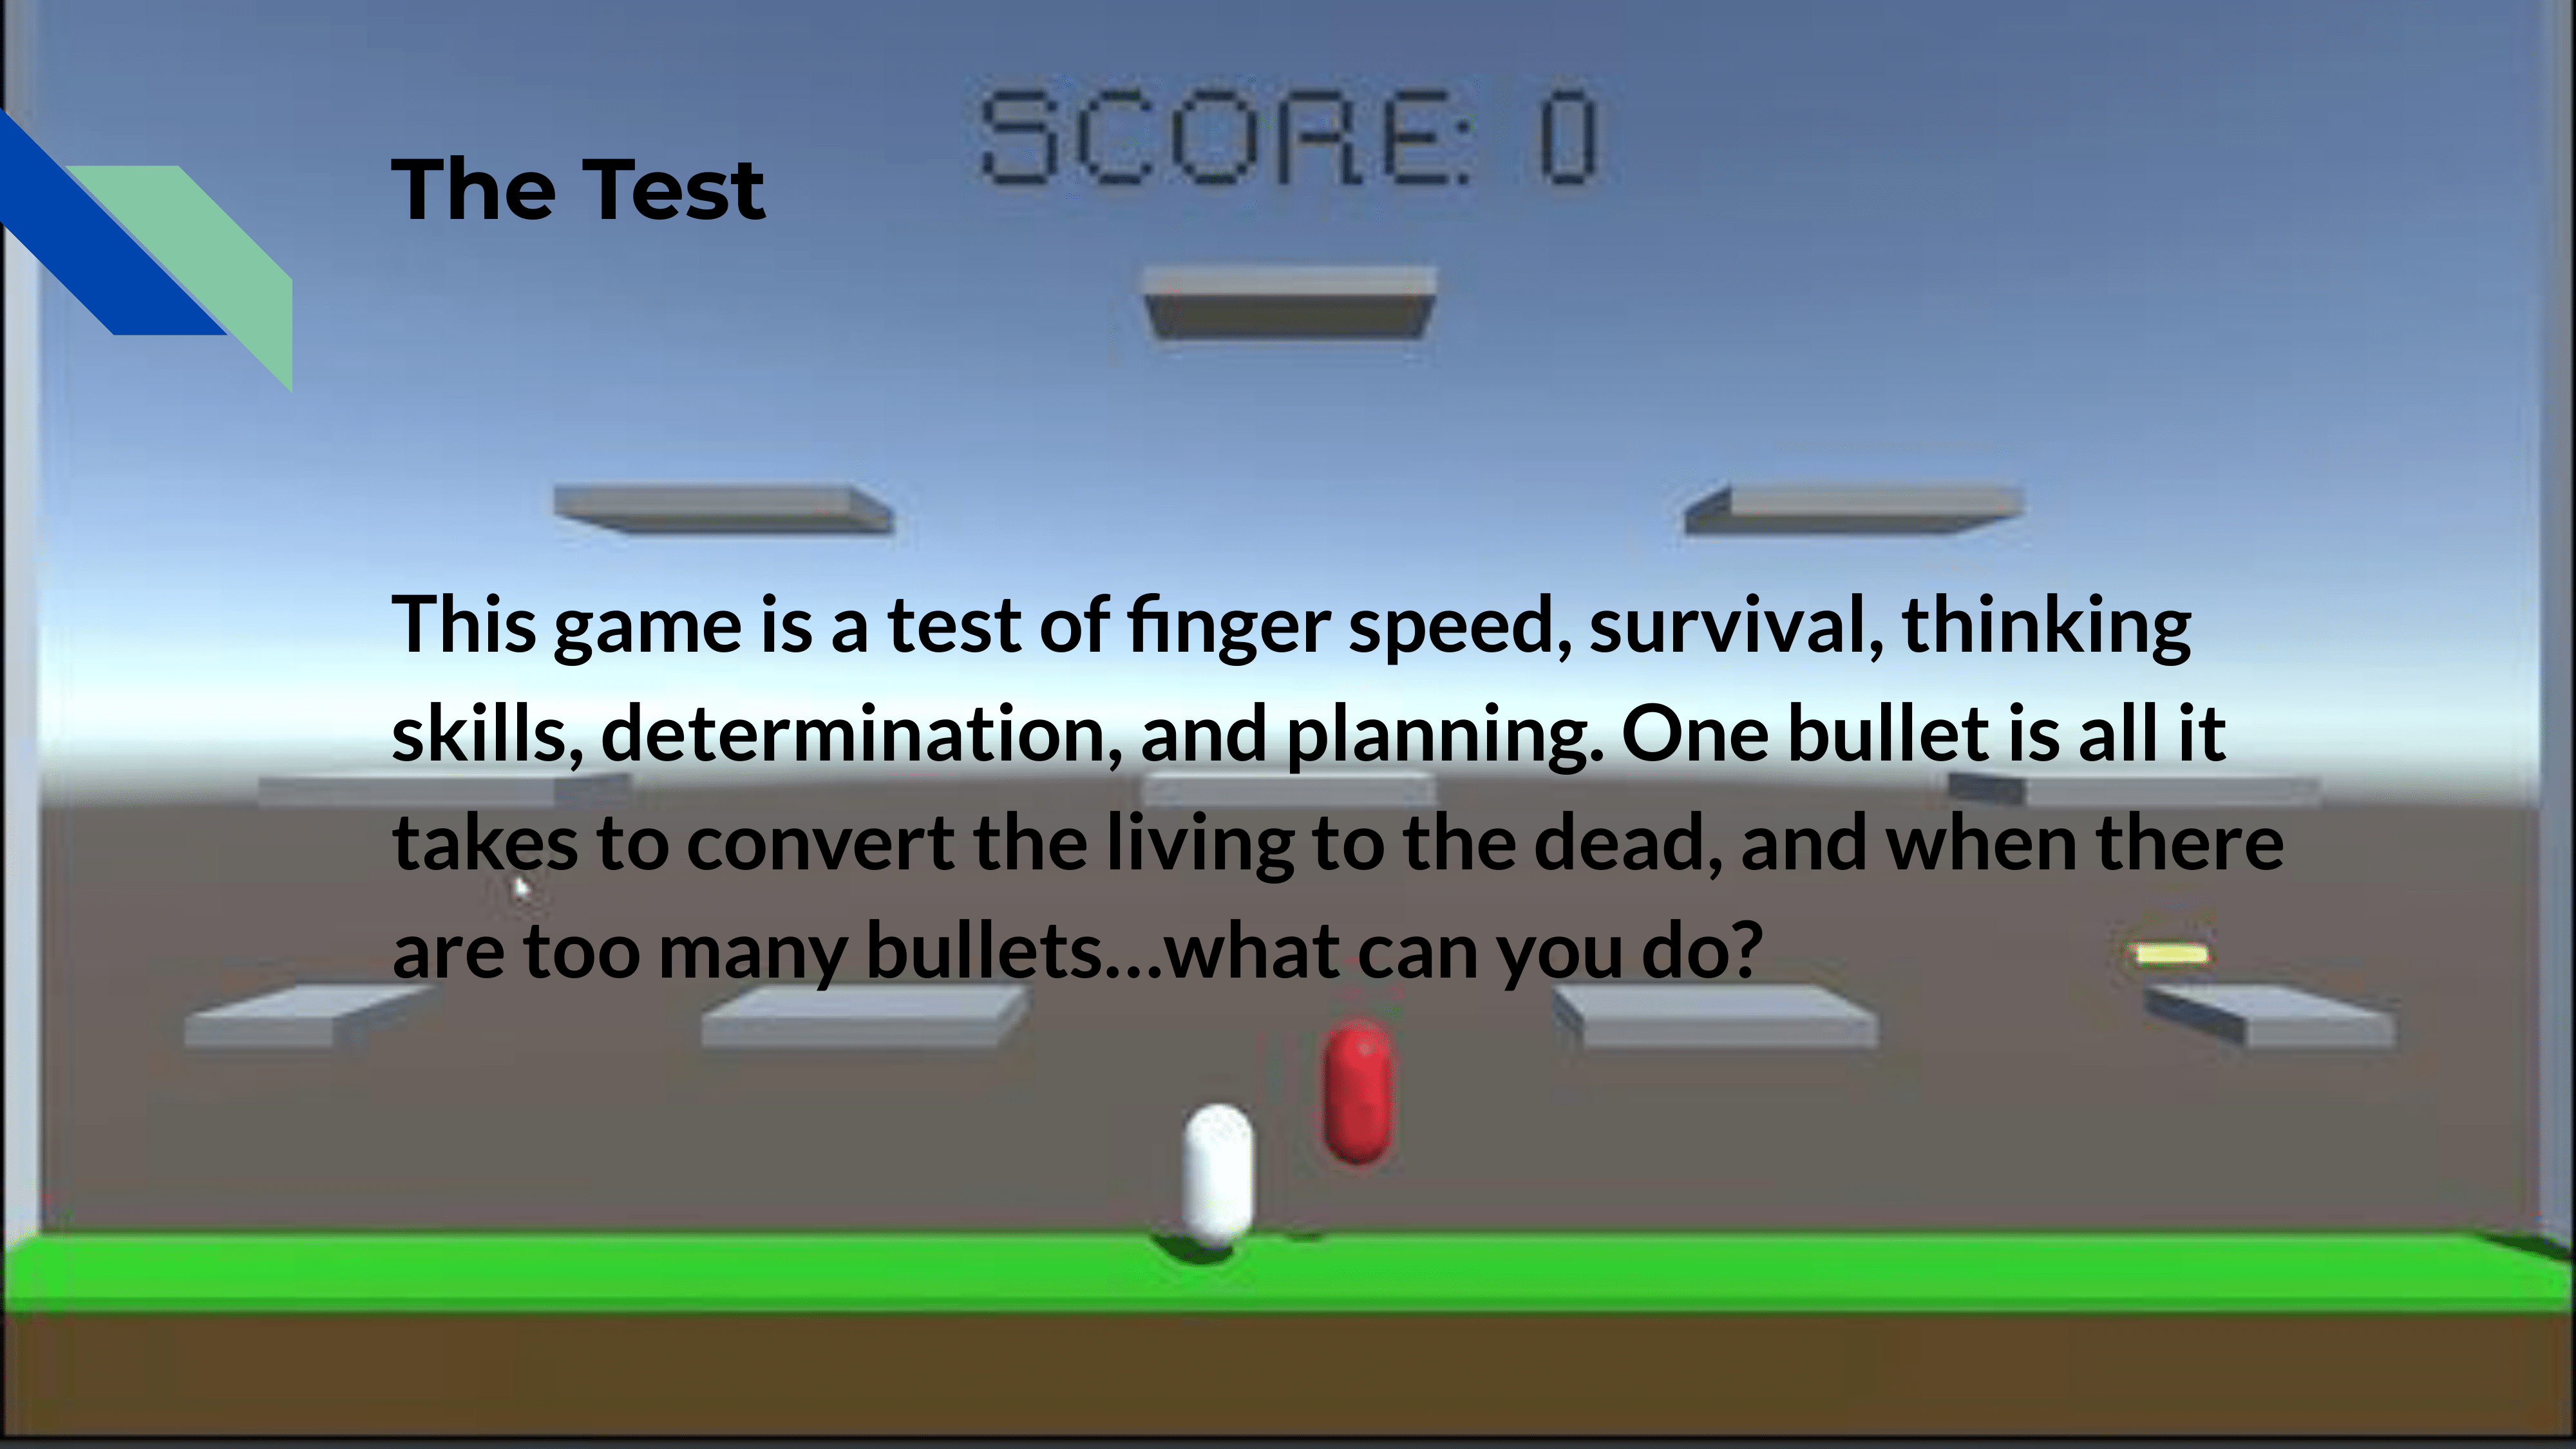 SCORE: 0
The Test
This game is a test of finger speed, survival, thinking
skills, determination, and planning. One bullet is all it
takes to convert the living to the dead, and when there
are too many bullets...what can you do?